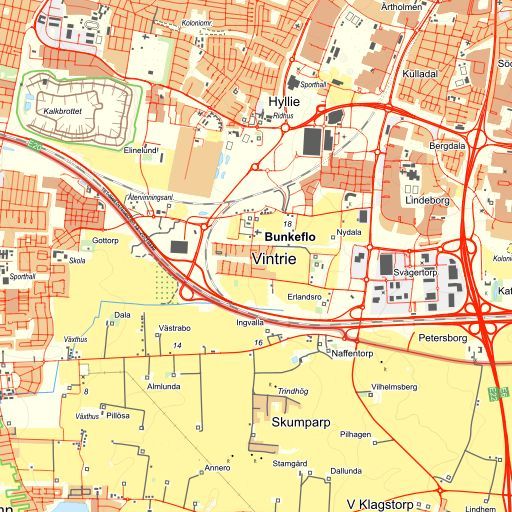 Årtholmen
Koloniomr.
Sporthall
Kulladal
Hyllie
Ridhus
Kalkbrottet
E20
Elinelund
Bergdala
Återvinningsanl.
Lindeborg
18
Gottorp
Bunkeflo
Nydala
Skola
Vintrie
Svågertorp
Sporthall
Erlandsro
Dala
Västrabo
Ingvalla
Petersborg
Växthus
14
16
Naffentorp
Almlunda
8
Trindhög
Vilhelmsberg
Växthus
Pillösa
Skumparp
Pilhagen
Annero
Stamgård
Dallunda
V Klagstorp
Lindhem